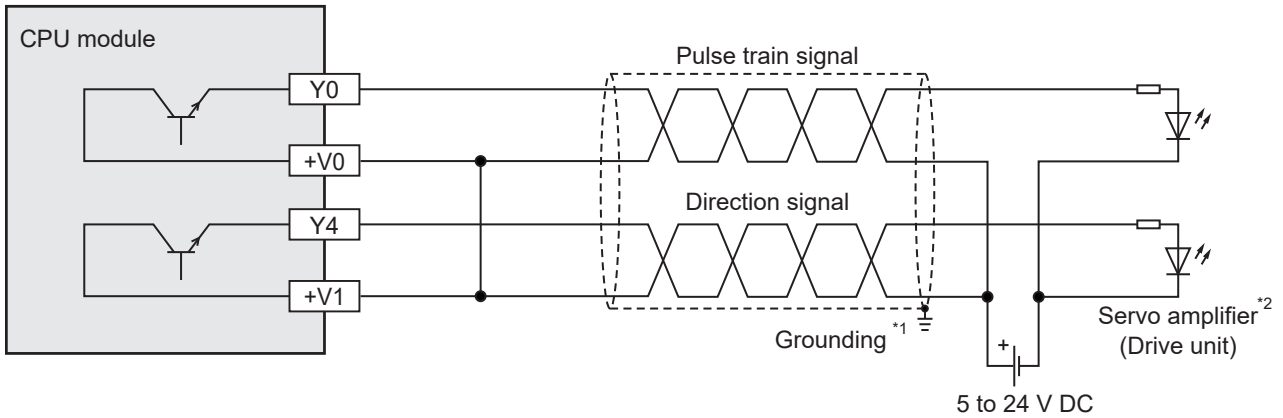 CPU module
Pulse train signal
Y0
+V0
Direction signal
Y4
+V1
Grounding *1
Servo amplifier*2
(Drive unit)
+
5 to 24 V DC